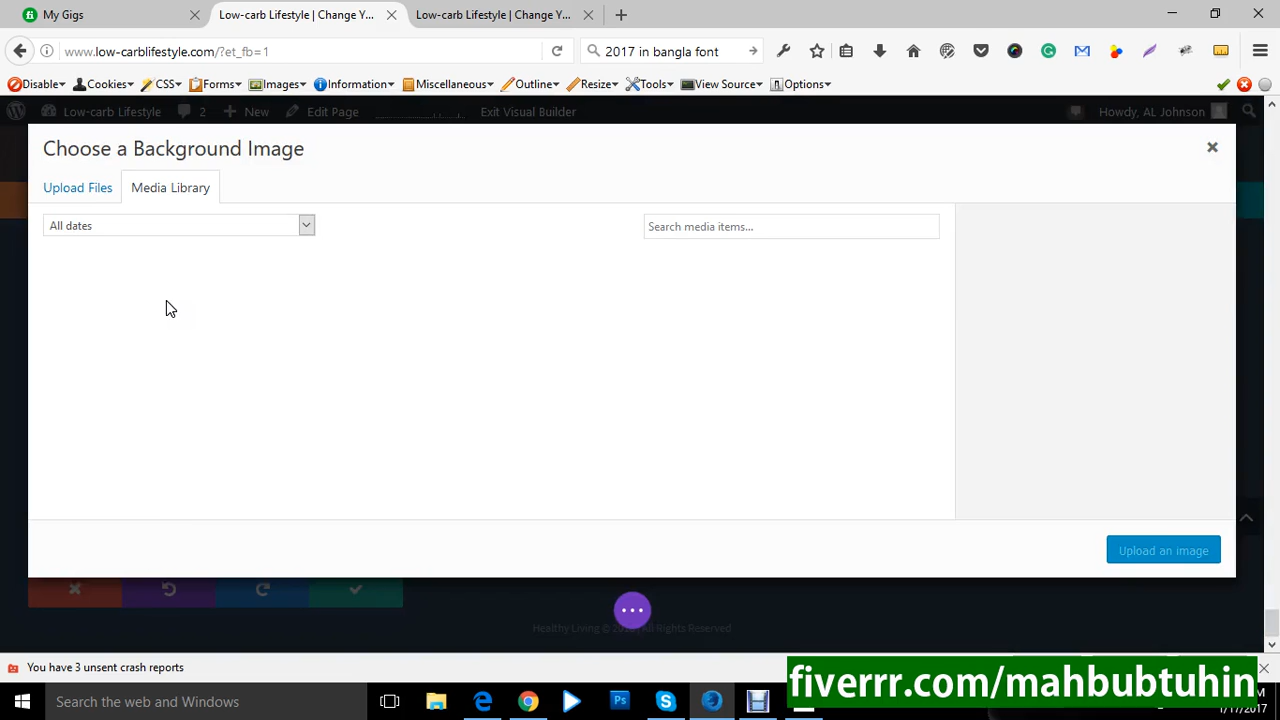 My Gigs
Low-carb Lifestyle | Change Y...
Low-carb Lifestyle | Change Y...
www.low-carblifestyle.com/?et_fb=1
2017 in bangla font
Disable
Cookies
CSS
Forms
Images
Information
Miscellaneous
Outline
Resize
Tools
View Source
Options
Low-carb Lifestyle
2
New
Edit Page
Exit Visual Builder
Howdy, AL Johnson
Choose a Background Image
Upload Files
Media Library
All dates
Search media items...
Upload an image
All Rights Reserved
You have 3 unsent crash reports
fiverrr.com/mahbubtuhin
Search the web and Windows
1/17/2017